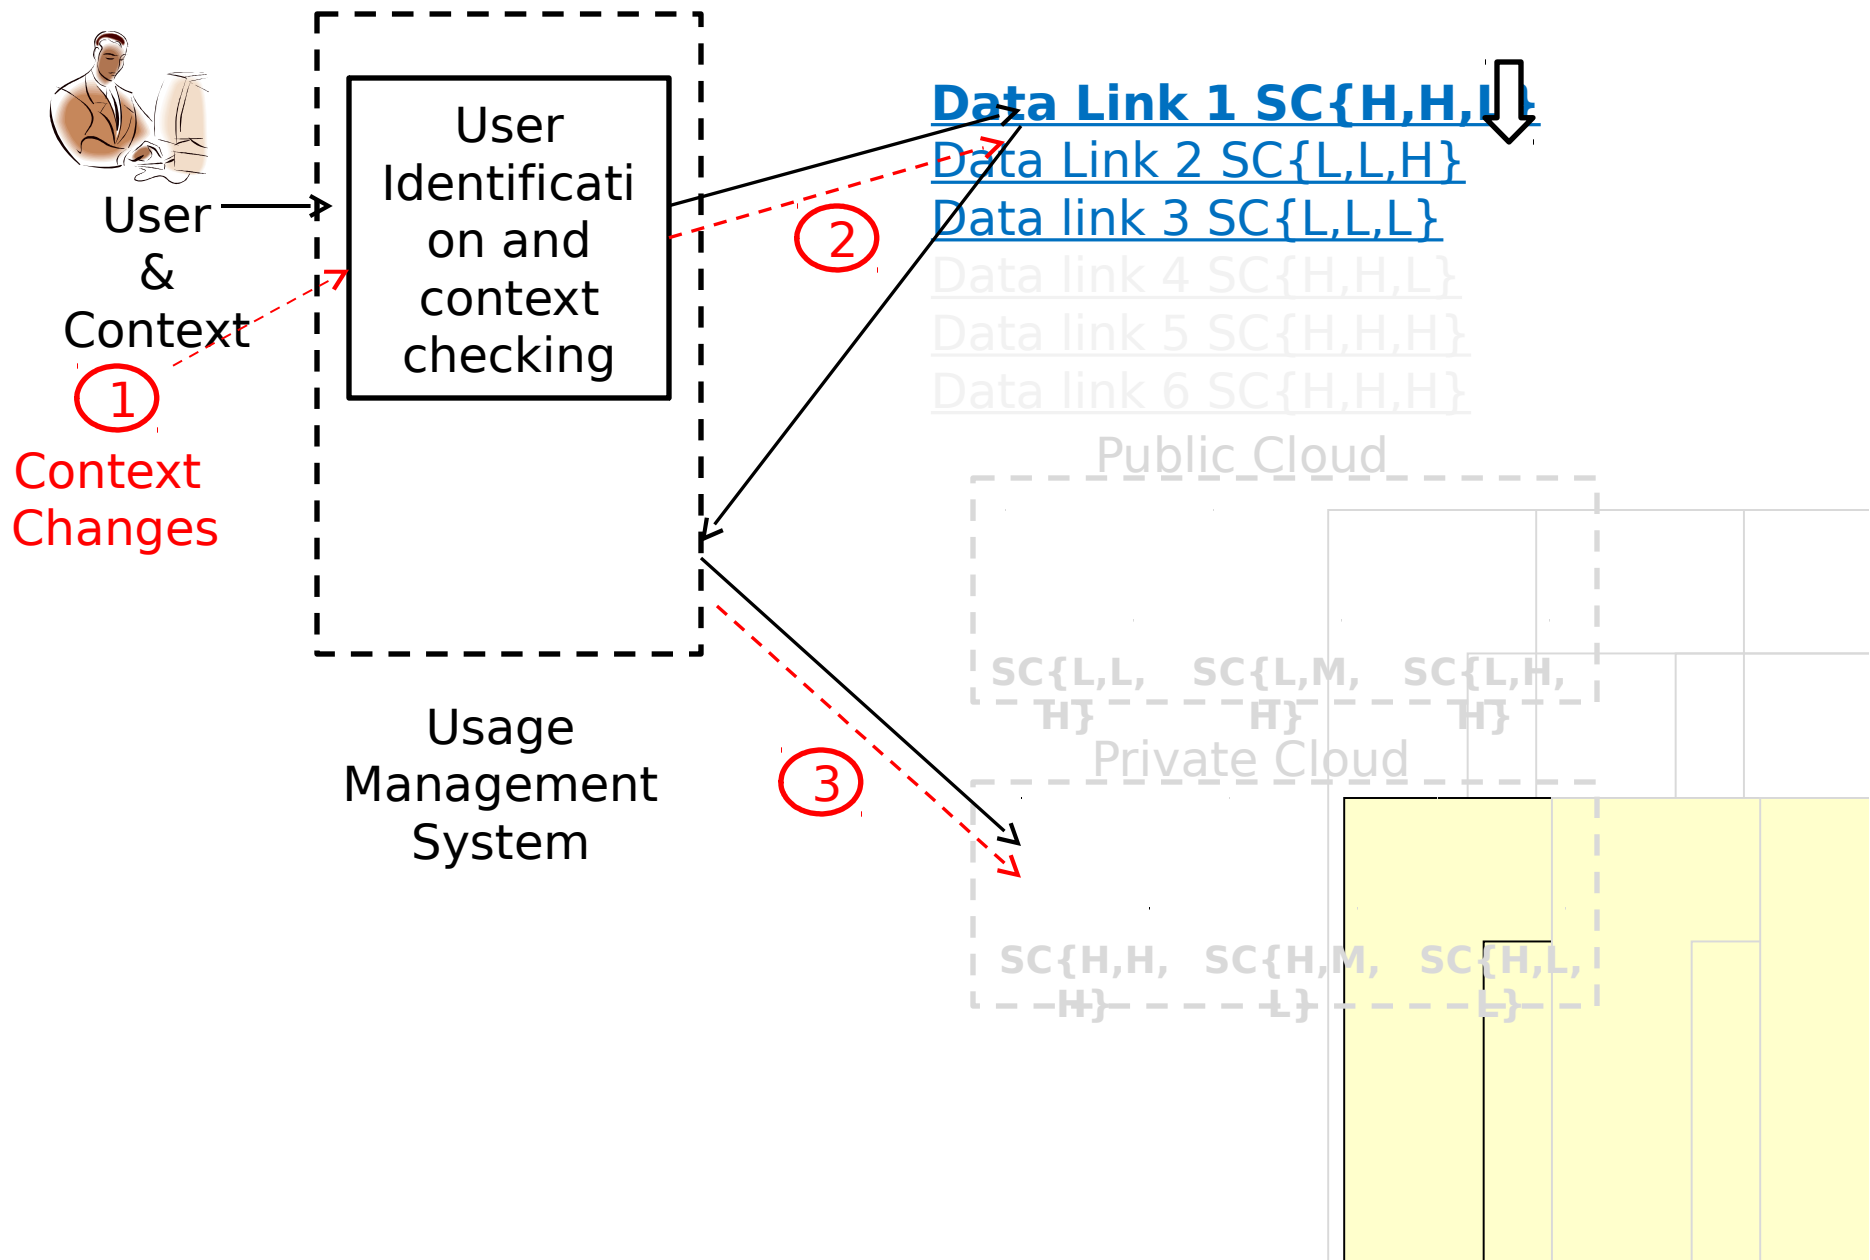 User
&
Context
1
Context
Changes
User
Identificati
on and
context
checking
Usage
Management
System
2
3
Data Link 1 SC{H,H,L}
Data Link 2 SC{L,L,H}
Data link 3 SC{L,L,L}
Data link 4 SC{H,H,L}
Data link 5 SC{H,H,H}
Data link 6 SC{H,H,H}
Public Cloud
SC{L,L, SC{L,M, SC{L,H,
H} H} H}
Private Cloud
SC{H,H, SC{H,M, SC{H,L,
H} L} L}